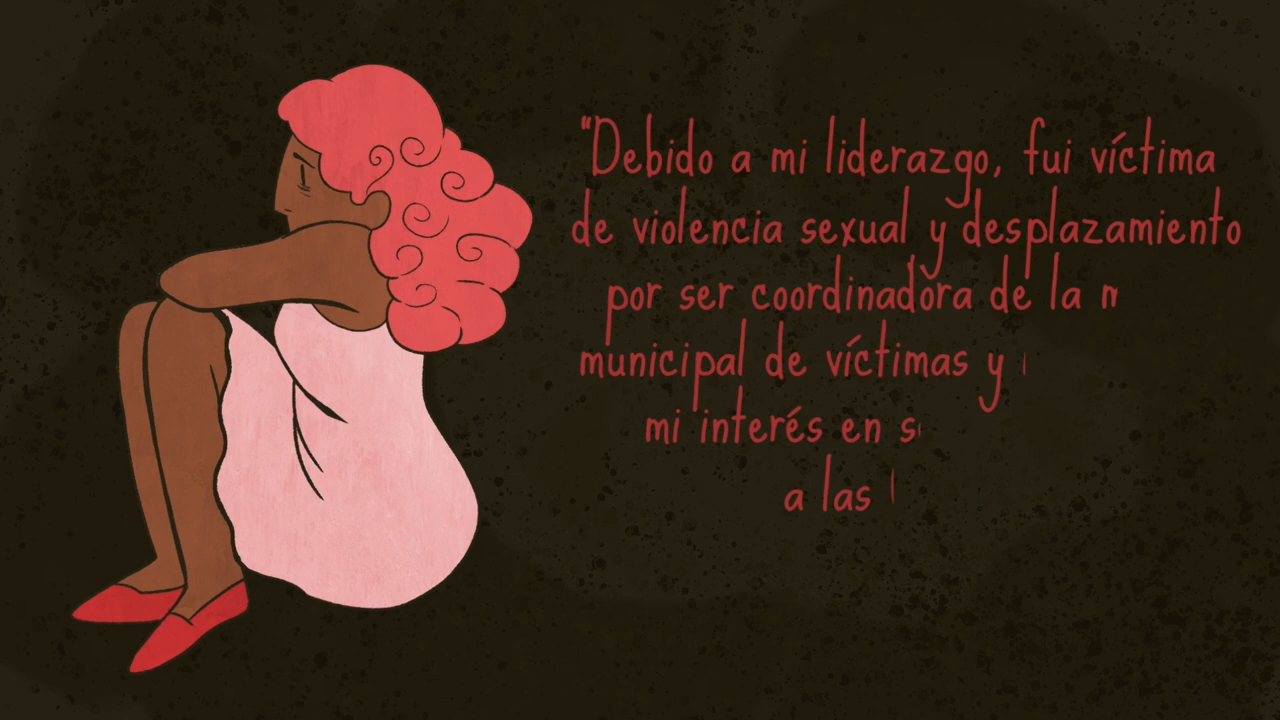 "Debido a mi liderazgo, fui víctima
de violencia sexual y desplazamiento
por ser coordinadora de la
municipal de víctimas y
mi interés en
a las